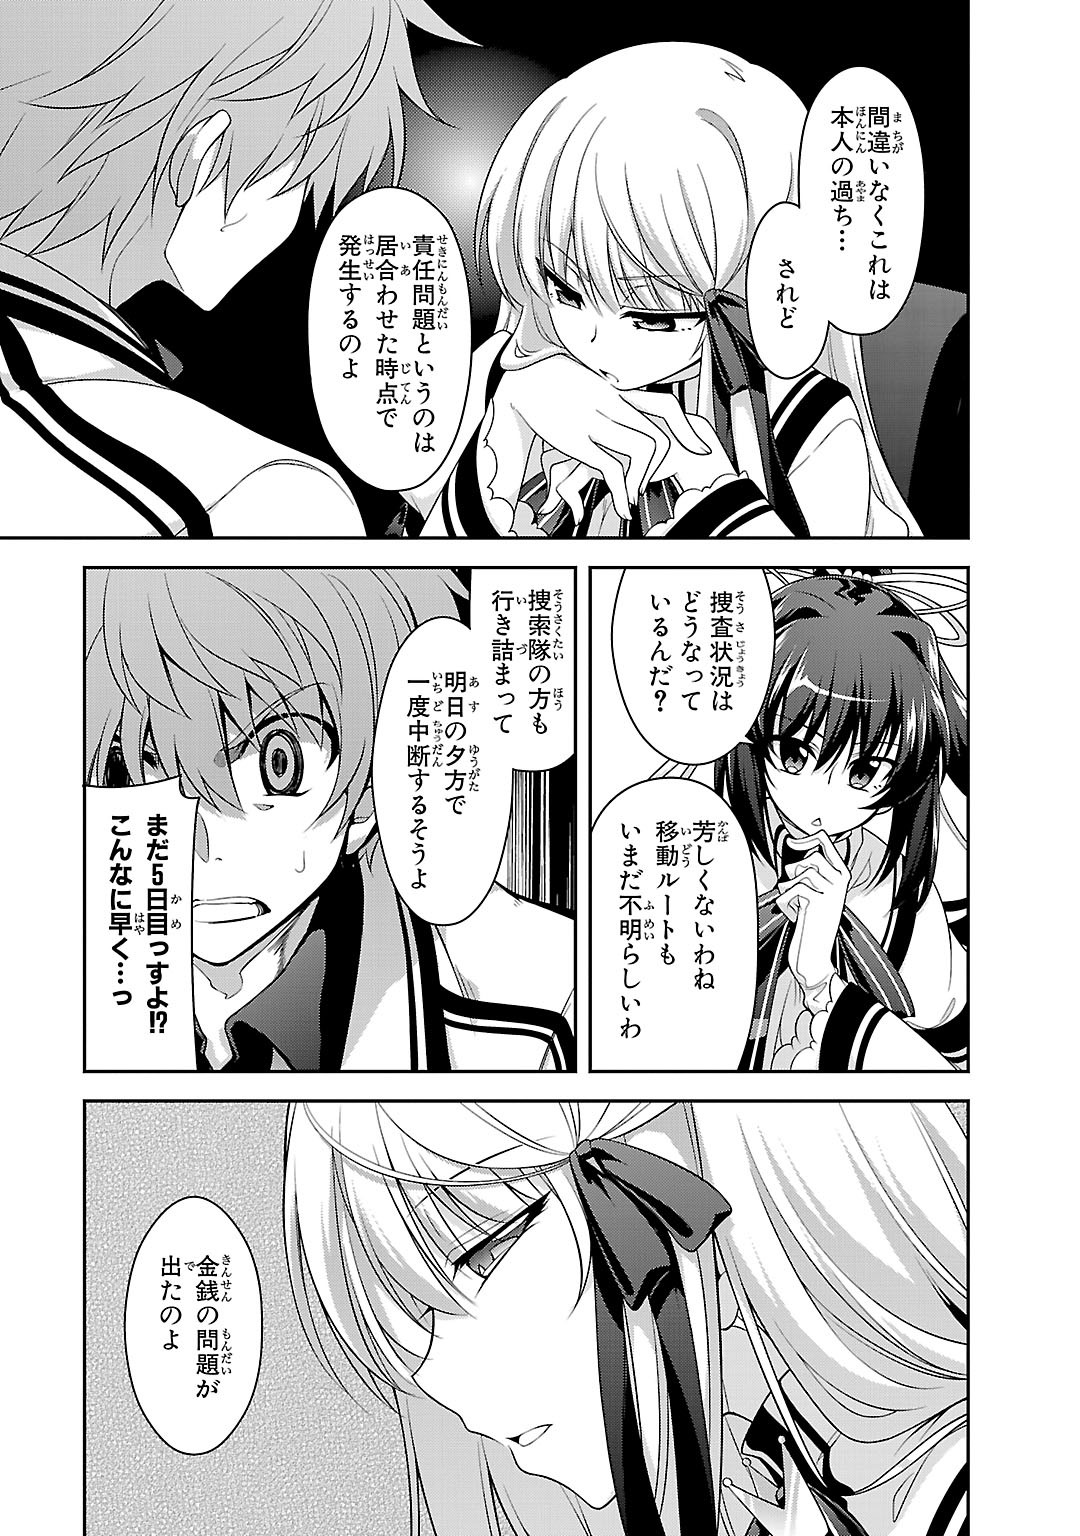 間違いなくこれは
本人の過ち…
されど
責任問題というのは
居合わせた時点で
発生するのよ
捜査状況は
どうなって
いるんだ？
芳しくないわね
移動ルートも
いまだ不明らしいわ
捜索隊の方も
行き詰まって
明日の夕方で
一度中断するそうよ
まだ5日目っすよ!?
こんなに早く…っ
金銭の問題が
出たのよ